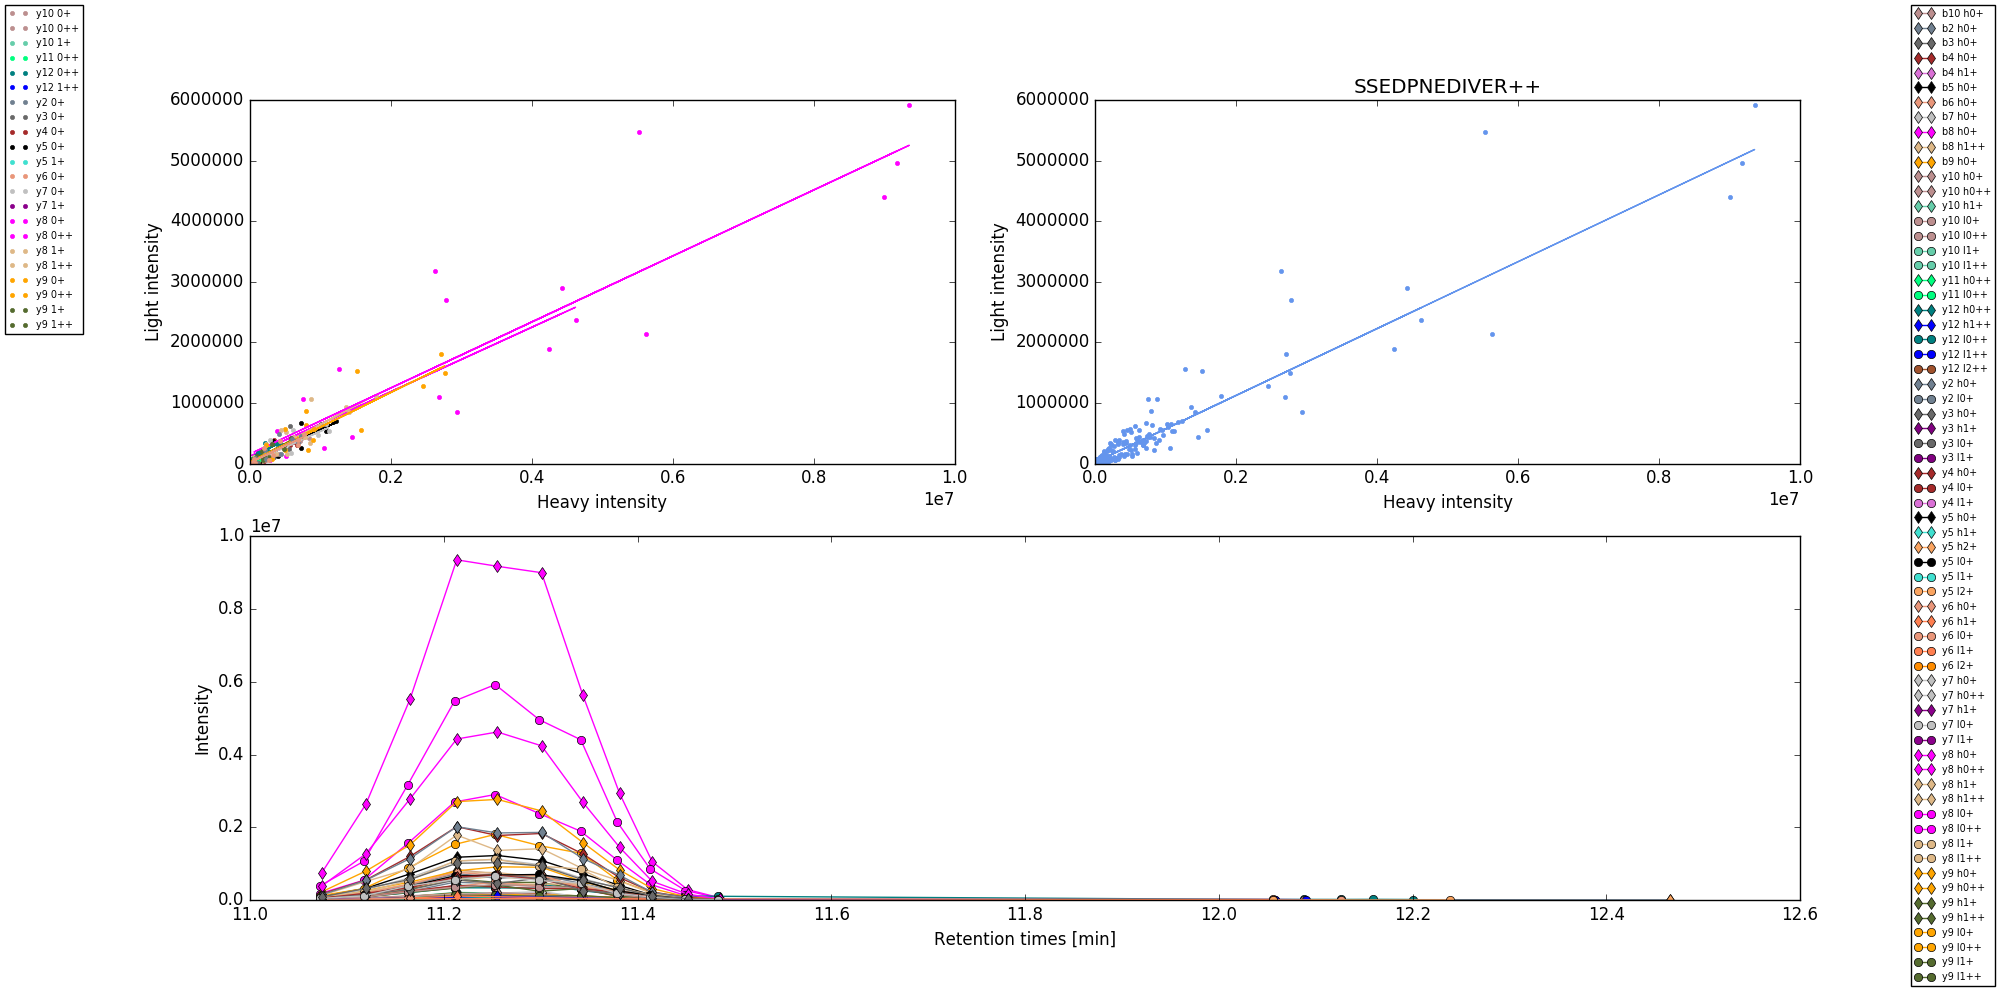 y10 0+
y10 0++
y10 1+
y11 0++
y12 0++
y12 1++
y2 0+
y3 0+
y4 0+
y5 0+
y5 1+
y6 0+
y7 0+
y7 1+
y8 0+
y8 0++
y8 1+
y8 1++
y9 0+
y9 0++
y9 1+
y9 1++
6000000
5000000
4000000
3000000
2000000
1000000
0
Light intensity
0.0
0.2
0.4
0.6
0.8
1.0
1e7
Heavy intensity
SSEDPNEDIVER++
6000000
5000000
4000000
3000000
2000000
1000000
0
Light intensity
0.0
0.2
0.4
0.6
0.8
1.0
1e7
Heavy intensity
1e7
1.0
0.8
0.6
0.4
0.2
0.0
Intensity
11.0
11.2
11.4
11.6
11.8
12.0
12.2
12.4
12.6
Retention times [min]
b10 h0+
b2 h0+
b3 h0+
b4 h0+
b4 h1+
b5 h0+
b6 h0+
b7 h0+
b8 h0+
b8 h1++
b9 h0+
y10 h0+
y10 h0++
y10 h1+
y10 l0+
y10 l0++
y10 l1+
y10 l1++
y11 h0++
y11 l0++
y12 h0++
y12 h1++
y12 l0++
y12 l1++
y12 l2++
y2 h0+
y2 l0+
y3 h0+
y3 h1+
y3 l0+
y3 l1+
y4 h0+
y4 l0+
y4 l1+
y5 h0+
y5 h1+
y5 h2+
y5 l0+
y5 l1+
y5 l2+
y6 h0+
y6 h1+
y6 l0+
y6 l1+
y6 l2+
y7 h0+
y7 h0++
y7 h1+
y7 l0+
y7 l1+
y8 h0+
y8 h0++
y8 h1+
y8 h1++
y8 l0+
y8 l0++
y8 l1+
y8 l1++
y9 h0+
y9 h0++
y9 h1+
y9 h1++
y9 l0+
y9 l0++
y9 l1+
y9 l1++